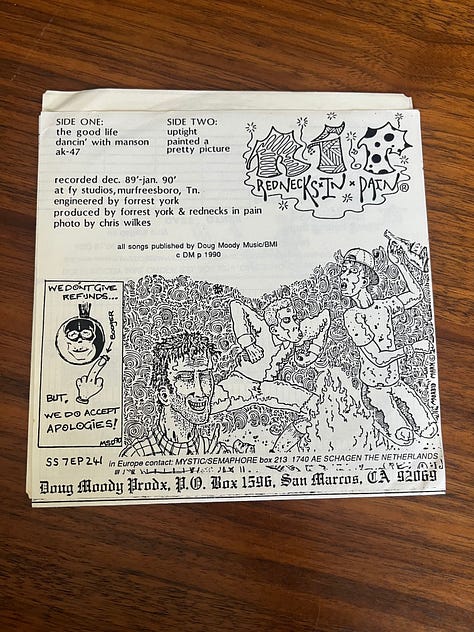 SIDE ONE:
the good life
dancin' with manson
ak-47
SIDE TWO:
uptight
painted a
pretty picture
R.I.P.
REDNECKS·IN·PAIN
recorded dec. 89'-jan. 90'
at fy studios, murfreesboro, Tn.
engineered by forrest york
produced by forrest york & rednecks in pain
photo by chris wilkes
all songs published by Doug Moody Music/BMI
c DM p 1990
WE DON'T GIVE
REFUNDS...
BUT,
WE DO ACCEPT
APOLOGIES!
SS 7EP 241
in Europe contact: MYSTIC/SEMAPHORE box 213 1740 AE SCHAGEN THE NETHERLANDS
Doug Moody Prodx, P.O. Box 1596, San Marcos, CA 92069